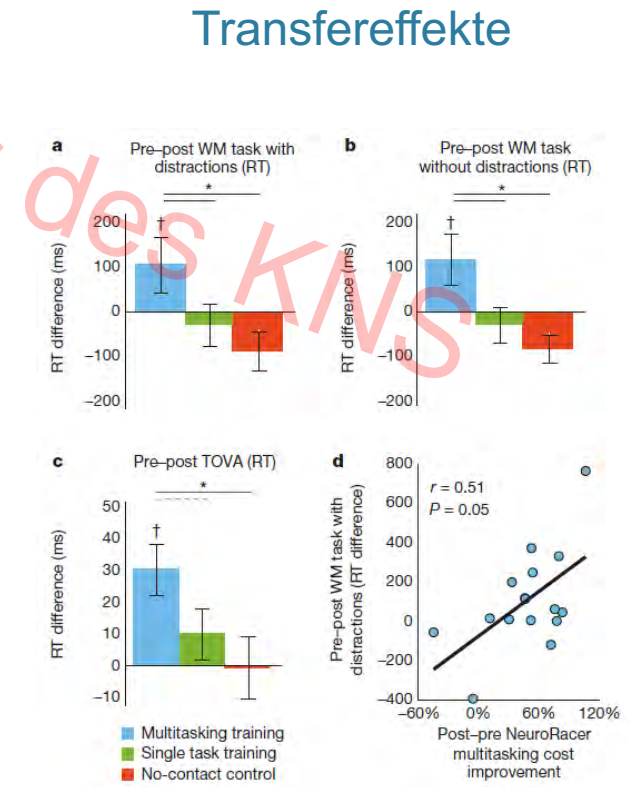 Transfereffekte
des KNS
a
Pre–post WM task with
distractions (RT)
*
†
RT difference (ms)
200
100
0
–100
–200
b
Pre–post WM task
without distractions (RT)
*
†
RT difference (ms)
200
100
0
–100
–200
c
Pre–post TOVA (RT)
*
†
RT difference (ms)
50
40
30
20
10
0
–10
Multitasking training
Single task training
No-contact control
d
r = 0.51
P = 0.05
Pre–post WM task with
distractions (RT difference)
800
600
400
200
0
–200
–400
–60% 0% 60% 120%
Post–pre NeuroRacer
multitasking cost
improvement